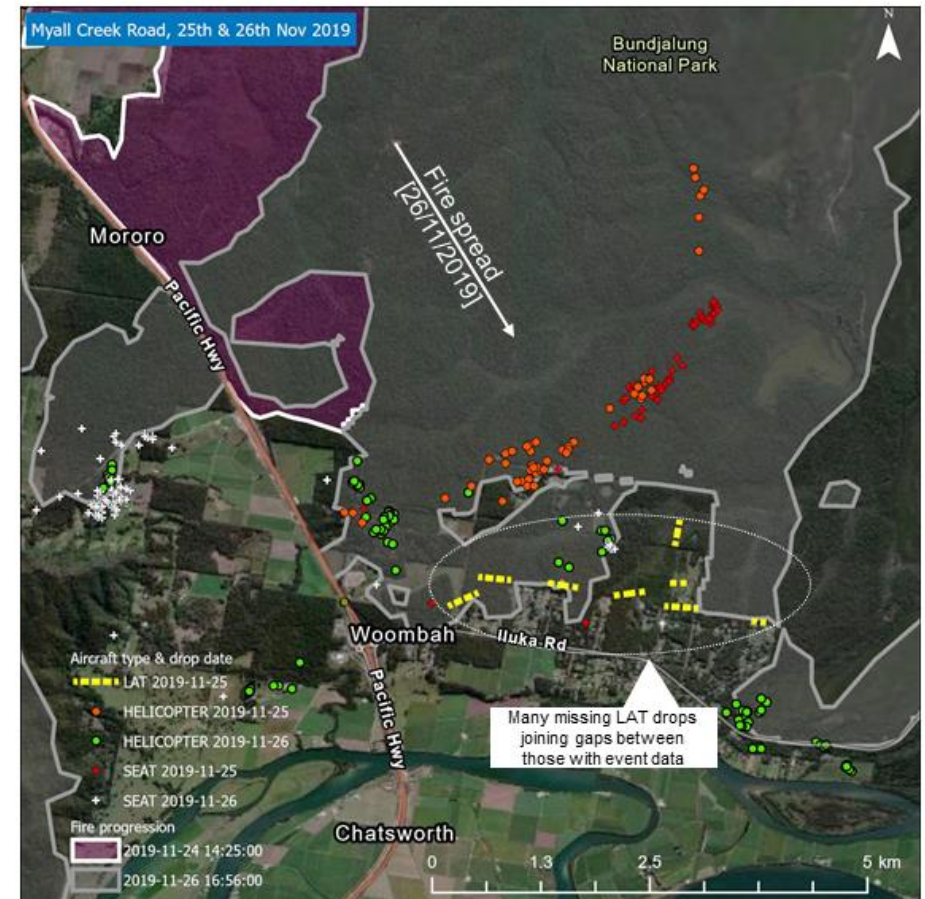 Myall Creek Road, 25th & 26th Nov 2019
N
Bundjalung
National Park
Fire spread
[26/11/2019]
Mororo
Pacific Hwy
Woombah
Iluka Rd
Pacific Hwy
Many missing LAT drops
joining gaps between
those with event data
Aircraft type & drop date
LAT 2019-11-25
HELICOPTER 2019-11-25
HELICOPTER 2019-11-26
SEAT 2019-11-25
SEAT 2019-11-26
Fire progression
2019-11-24 14:25:00
2019-11-26 16:56:00
Chatsworth
0 1.3 2.5 5 km